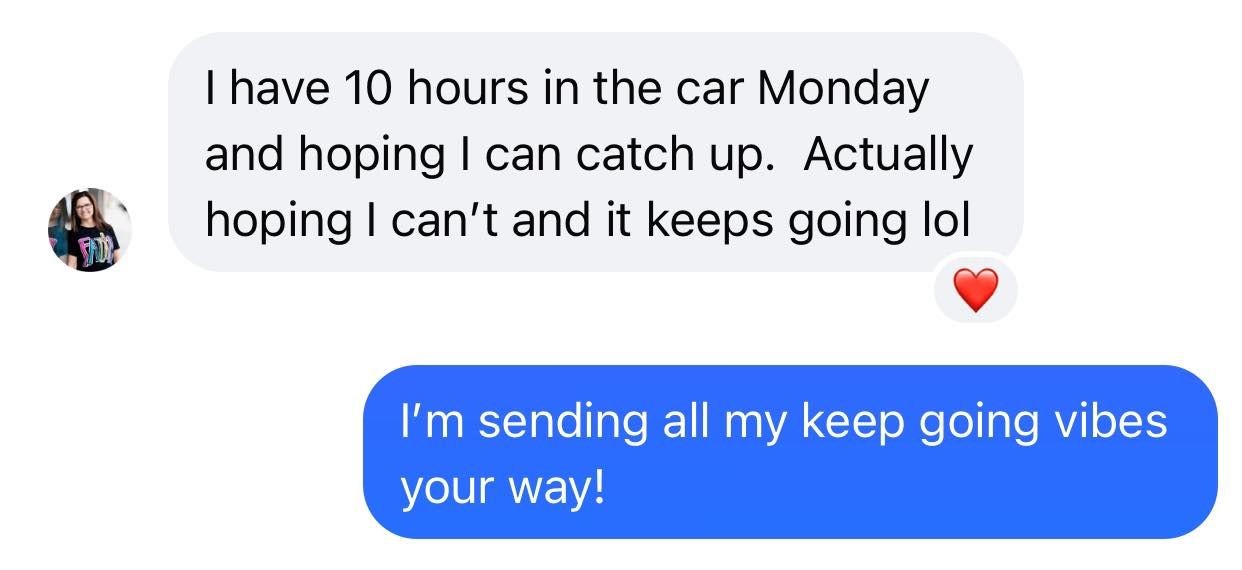 I have 10 hours in the car Monday
and hoping I can catch up.  Actually
hoping I can’t and it keeps going lol
I’m sending all my keep going vibes
your way!